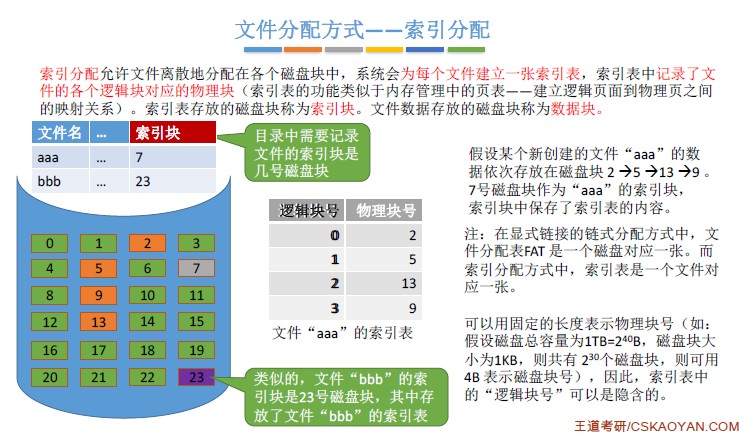 文件分配方式——索引分配
索引分配允许文件离散地分配在各个磁盘块中，系统会为每个文件建立一张索引表，索引表中记录了文
件的各个逻辑块对应的物理块（索引表的功能类似于内存管理中的页表——建立逻辑页面到物理页之间
的映射关系）。索引表存放的磁盘块称为索引块。文件数据存放的磁盘块称为数据块。
文件名 … 索引块
aaa … 7
bbb … 23
目录中需要记录
文件的索引块是
几号磁盘块
0 1 2 3
4 5 6 7
8 9 10 11
12 13 14 15
16 17 18 19
20 21 22 23
逻辑块号 物理块号
0 2
1 5
2 13
3 9
文件“aaa”的索引表
类似的，文件“bbb”的索
引块是23号磁盘块，其中存
放了文件“bbb”的索引表
假设某个新创建的文件“aaa”的数
据依次存放在磁盘块 2 →5 →13 →9 。
7号磁盘块作为“aaa”的索引块，
索引块中保存了索引表的内容。
注：在显式链接的链式分配方式中，文
件分配表FAT 是一个磁盘对应一张。而
索引分配方式中，索引表是一个文件对
应一张。
可以用固定的长度表示物理块号（如：
假设磁盘总容量为1TB=2⁴⁰B，磁盘块大
小为1KB，则共有 2³⁰个磁盘块，则可用
4B 表示磁盘块号），因此，索引表中
的“逻辑块号”可以是隐含的。
王道考研/CSKAOYAN.COM